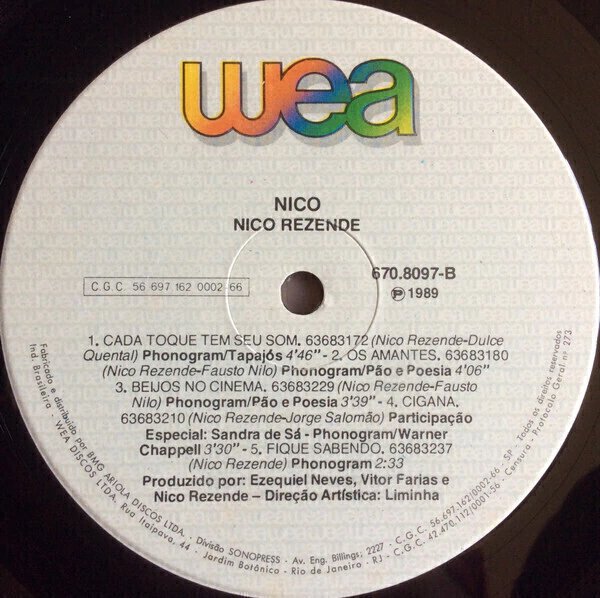 wea
NICO
NICO REZENDE
670.8097-B
C.G.C. 56 697 162 0002-66
℗ 1989
1. CADA TOQUE TEM SEU SOM. 63683172 (Nico Rezende-Dulce
Quental) Phonogram/Tapajós 4'46" - 2. OS AMANTES. 63683180
(Nico Rezende-Fausto Nilo) Phonogram/Pão e Poesia 4'06"
3. BEIJOS NO CINEMA. 63683229 (Nico Rezende-Fausto
Nilo) Phonogram/Pão e Poesia 3'39" - 4. CIGANA.
63683210 (Nico Rezende-Jorge Salomão) Participação
Especial: Sandra de Sá - Phonogram/Warner
Chappell 3'30" - 5. FIQUE SABENDO. 63683237
(Nico Rezende) Phonogram 2:33
Produzido por: Ezequiel Neves, Vitor Farias e
Nico Rezende – Direção Artística: Liminha
Fabricado e distribuído por BMG ARIOLA DISCOS LTDA. - Divisão SONOPRESS - Av. Eng. Billings, 2227 - C.G.C. 56.697.162/0002-66 - SP - Todos os direitos reservados
Ind. Brasileira - WEA DISCOS LTDA. Rua Itaipava, 44 - Jardim Botânico - Rio de Janeiro - RJ - C.G.C. 42.470.112/0001-56 - Censura - Protocolo Geral n.º 273